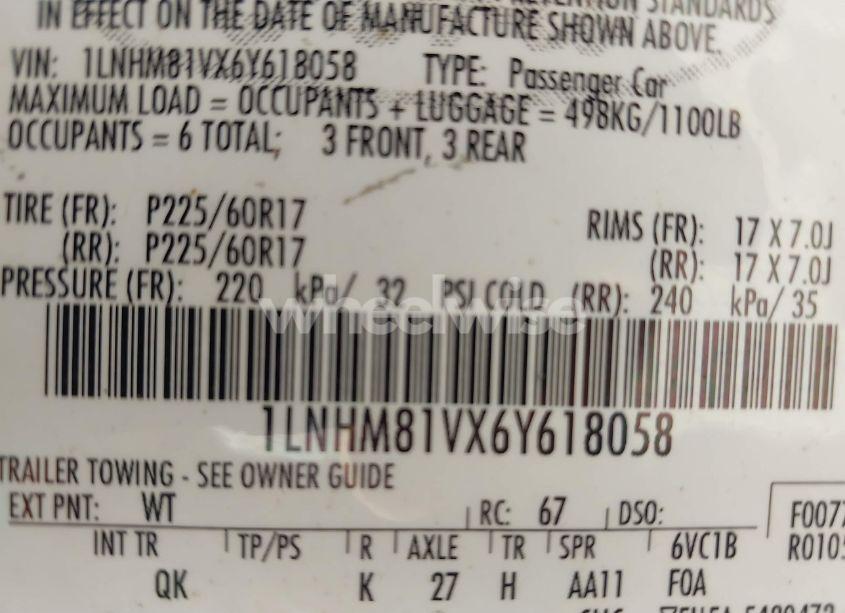 IN EFFECT ON THE DATE OF MANUFACTURE SHOWN ABOVE.
VIN: 1LNHM81VX6Y618058 TYPE: Passenger Car
MAXIMUM LOAD = OCCUPANTS + LUGGAGE = 498KG/1100LB
OCCUPANTS = 6 TOTAL; 3 FRONT, 3 REAR
TIRE (FR): P225/60R17 RIMS (FR): 17 X 7.0J
(RR): P225/60R17 (RR): 17 X 7.0J
PRESSURE (FR): 220 kPa/ 32 PSI COLD (RR): 240 kPa/ 35
wheelwise
1LNHM81VX6Y618058
TRAILER TOWING - SEE OWNER GUIDE
EXT PNT: WT RC: 67 DSO: F007
INT TR TP/PS R AXLE TR SPR 6VC1B R0105
QK K 27 H AA11 F0A